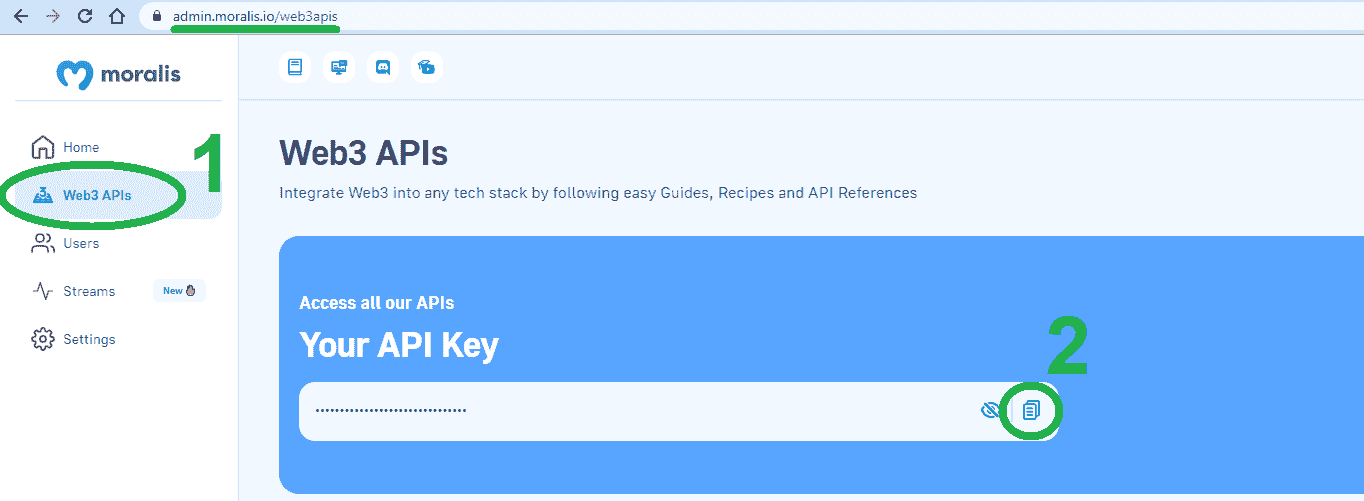 admin.moralis.io/web3apis
moralis
Home
1
Web3 APIs
Users
Streams New
Settings
Web3 APIs
Integrate Web3 into any tech stack by following easy Guides, Recipes and API References
Access all our APIs
Your API Key
2
••••••••••••••••••••••••••••••